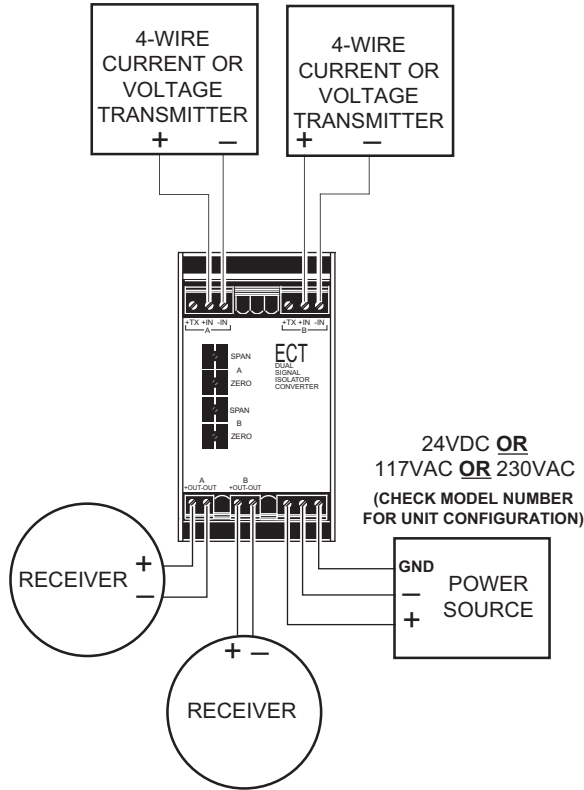 4-WIRE
CURRENT OR
VOLTAGE
TRANSMITTER
+ –
4-WIRE
CURRENT OR
VOLTAGE
TRANSMITTER
+ –
+TX +IN -IN
A
+TX +IN -IN
B
SPAN
A
ZERO
SPAN
B
ZERO
ECT
DUAL
SIGNAL
ISOLATOR
CONVERTER
A
+OUT-OUT
B
+OUT-OUT
24VDC OR
117VAC OR 230VAC
(CHECK MODEL NUMBER
FOR UNIT CONFIGURATION)
GND
–
+
POWER
SOURCE
RECEIVER
+
–
+ –
RECEIVER